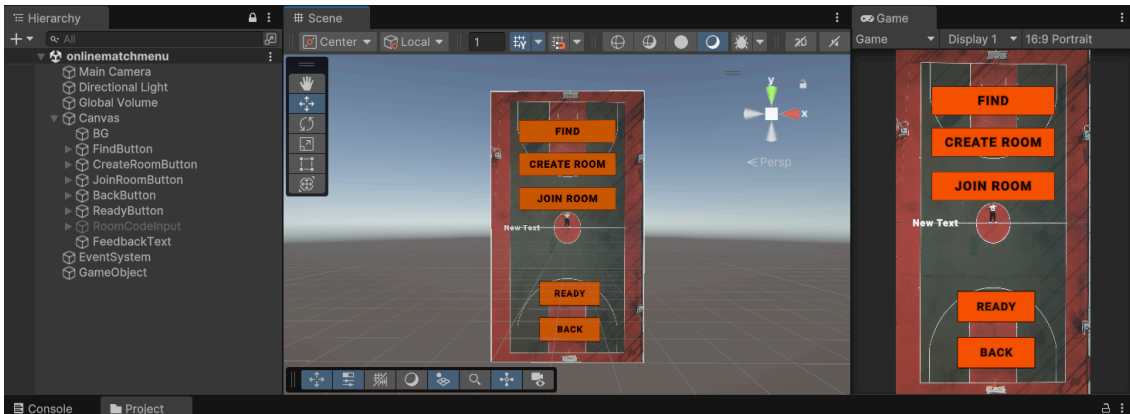 Hierarchy
All
onlinematchmenu
Main Camera
Directional Light
Global Volume
Canvas
BG
FindButton
CreateRoomButton
JoinRoomButton
BackButton
ReadyButton
RoomCodeInput
FeedbackText
EventSystem
GameObject
Scene
Center
Local
1
2D
y
x
Persp
FIND
CREATE ROOM
JOIN ROOM
New Text
READY
BACK
Game
Game Display 1 16:9 Portrait
FIND
CREATE ROOM
JOIN ROOM
New Text
READY
BACK
Console
Project